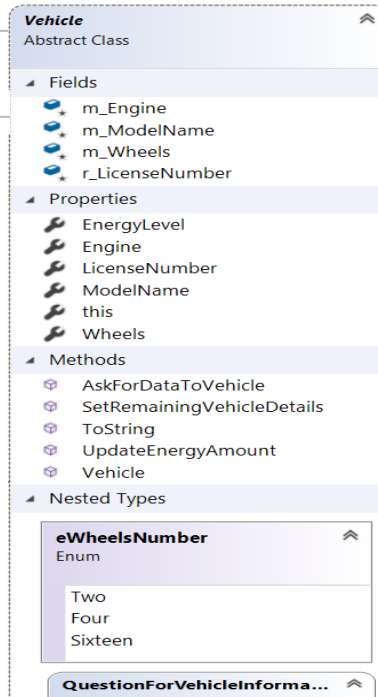 Vehicle
Abstract Class
Fields
m_Engine
m_ModelName
m_Wheels
r_LicenseNumber
Properties
EnergyLevel
Engine
LicenseNumber
ModelName
this
Wheels
Methods
AskForDataToVehicle
SetRemainingVehicleDetails
ToString
UpdateEnergyAmount
Vehicle
Nested Types
eWheelsNumber
Enum
Two
Four
Sixteen
QuestionForVehicleInforma...